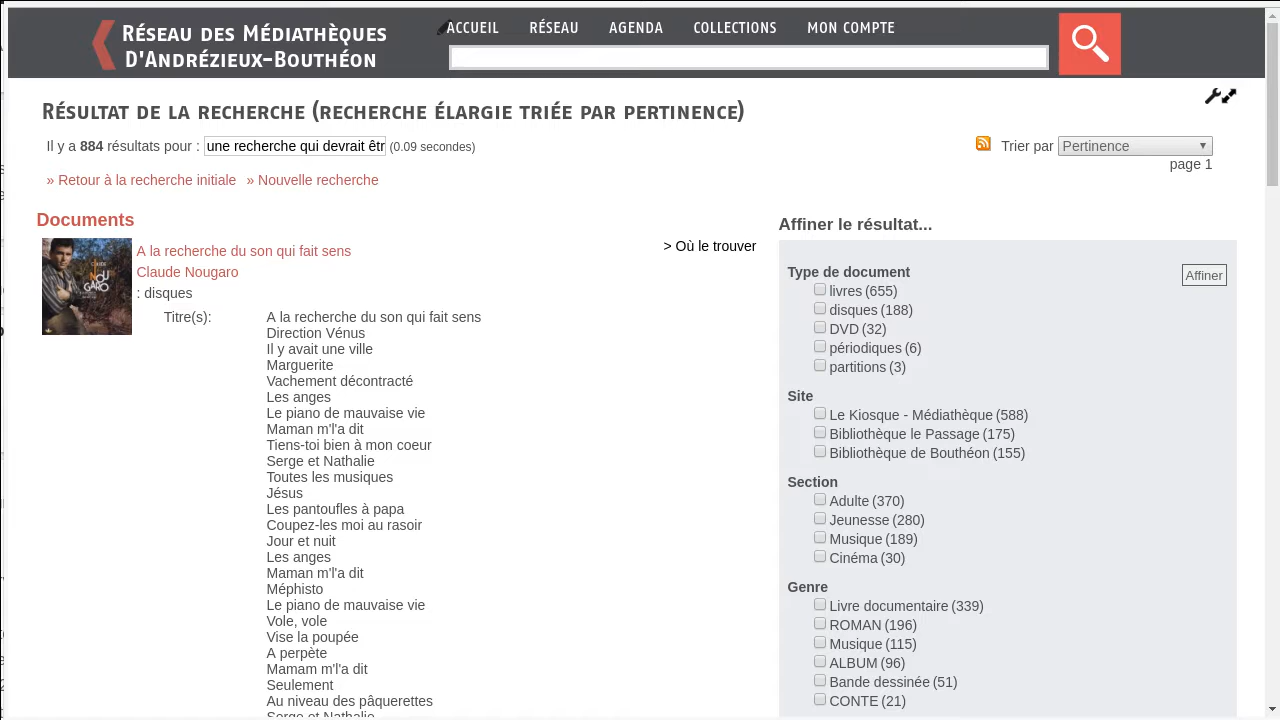 Réseau des Médiathèques
D'Andrézieux-Bouthéon
ACCUEIL RÉSEAU AGENDA COLLECTIONS MON COMPTE
Résultat de la recherche (recherche élargie triée par pertinence)
Il y a 884 résultats pour : une recherche qui devrait êtr (0.09 secondes)
Trier par Pertinence
page 1
» Retour à la recherche initiale » Nouvelle recherche
Documents
A la recherche du son qui fait sens
> Où le trouver
Claude Nougaro
: disques
Titre(s): A la recherche du son qui fait sens
Direction Vénus
Il y avait une ville
Marguerite
Vachement décontracté
Les anges
Le piano de mauvaise vie
Maman m'l'a dit
Tiens-toi bien à mon coeur
Serge et Nathalie
Toutes les musiques
Jésus
Les pantoufles à papa
Coupez-les moi au rasoir
Jour et nuit
Les anges
Maman m'l'a dit
Méphisto
Le piano de mauvaise vie
Vole, vole
Vise la poupée
A perpète
Mamam m'l'a dit
Seulement
Au niveau des pâquerettes
Serge et Nathalie
Affiner le résultat...
Type de document
Affiner
livres (655)
disques (188)
DVD (32)
périodiques (6)
partitions (3)
Site
Le Kiosque - Médiathèque (588)
Bibliothèque le Passage (175)
Bibliothèque de Bouthéon (155)
Section
Adulte (370)
Jeunesse (280)
Musique (189)
Cinéma (30)
Genre
Livre documentaire (339)
ROMAN (196)
Musique (115)
ALBUM (96)
Bande dessinée (51)
CONTE (21)